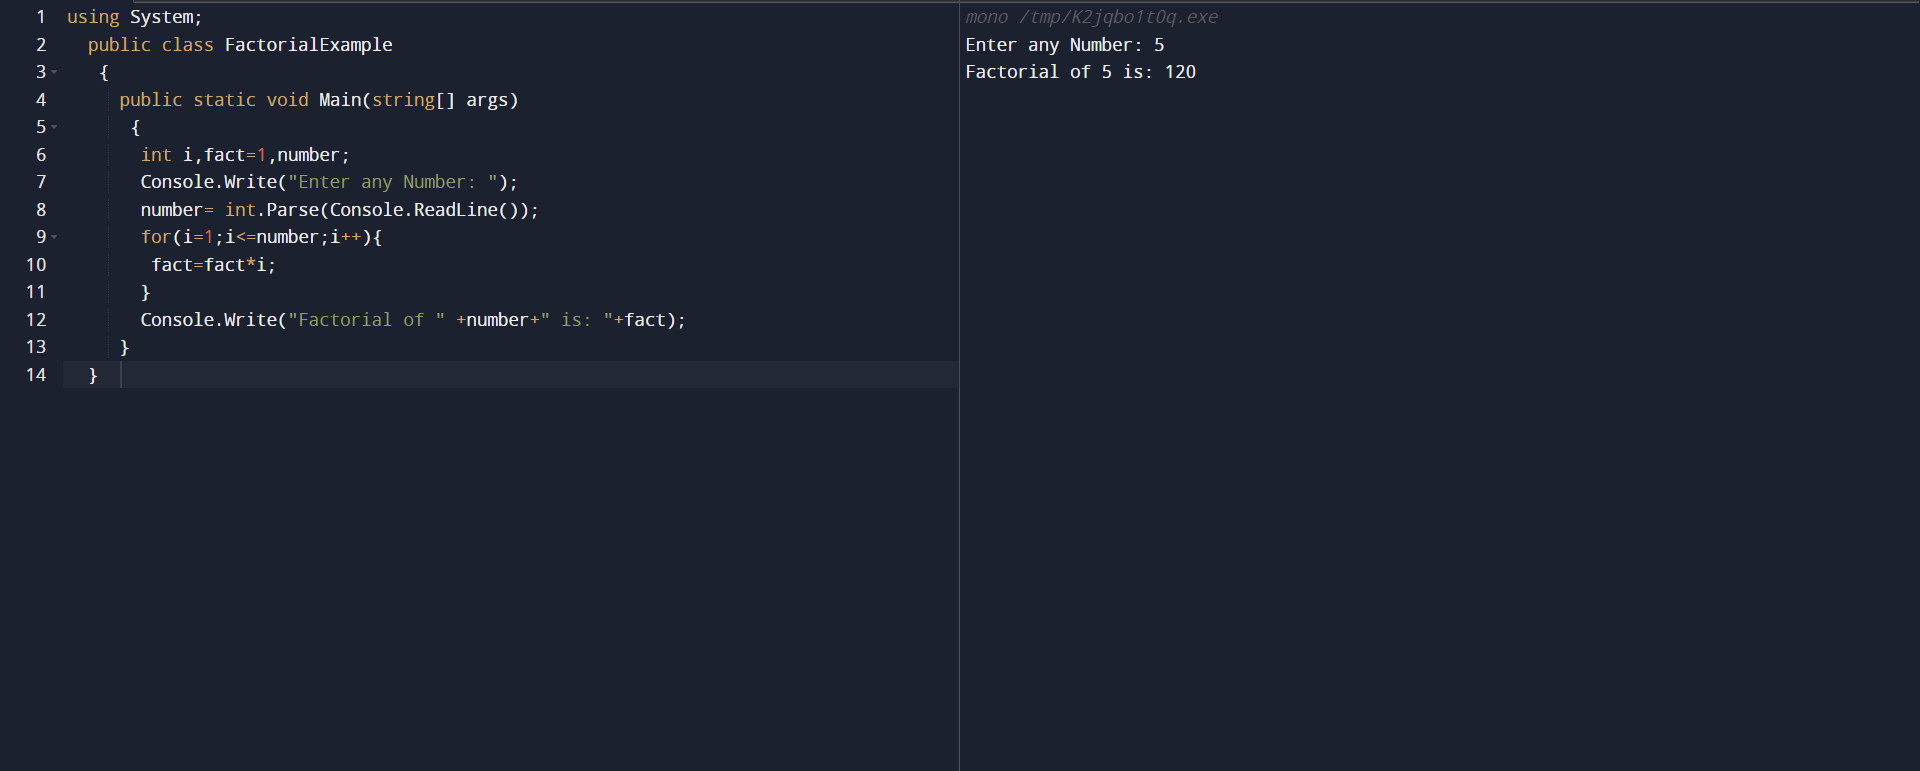 1 using System;
2 public class FactorialExample
3 {
4 public static void Main(string[] args)
5 {
6 int i,fact=1,number;
7 Console.Write("Enter any Number: ");
8 number= int.Parse(Console.ReadLine());
9 for(i=1;i<=number;i++){
10 fact=fact*i;
11 }
12 Console.Write("Factorial of " +number+" is: "+fact);
13 }
14 }
mono /tmp/K2jqbo1tOq.exe
Enter any Number: 5
Factorial of 5 is: 120